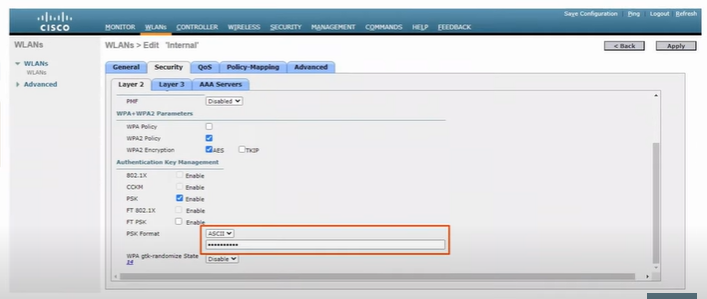 Save Configuration Ping Logout Refresh
CISCO
MONITOR WLANs CONTROLLER WIRELESS SECURITY MANAGEMENT COMMANDS HELP FEEDBACK
WLANs
WLANs > Edit 'Internal'
< Back Apply
WLANs
WLANs
Advanced
General Security QoS Policy-Mapping Advanced
Layer 2 Layer 3 AAA Servers
PMF Disabled
WPA+WPA2 Parameters
WPA Policy
WPA2 Policy
WPA2 Encryption AES TKIP
Authentication Key Management
802.1X Enable
CCKM Enable
PSK Enable
FT 802.1X Enable
FT PSK Enable
PSK Format ASCII
••••••••••
WPA gtk-randomize State Disable
14